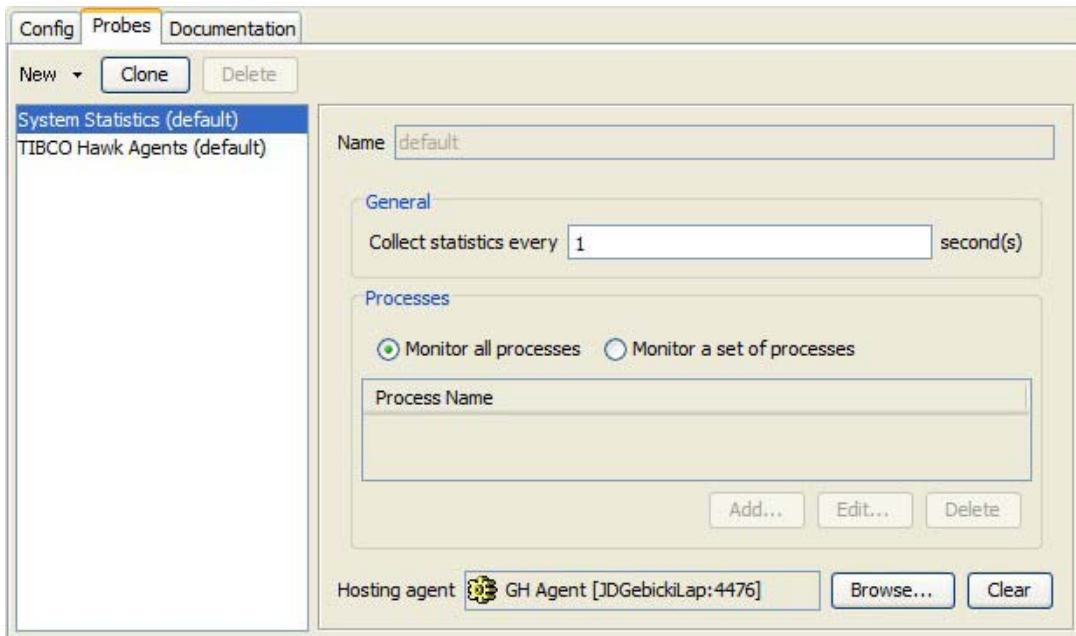 Config Probes Documentation
New Clone Delete
System Statistics (default)
TIBCO Hawk Agents (default)
Name default
General
Collect statistics every 1 second(s)
Processes
Monitor all processes Monitor a set of processes
Process Name
Add... Edit... Delete
Hosting agent GH Agent [JDGebickiLap:4476] Browse... Clear